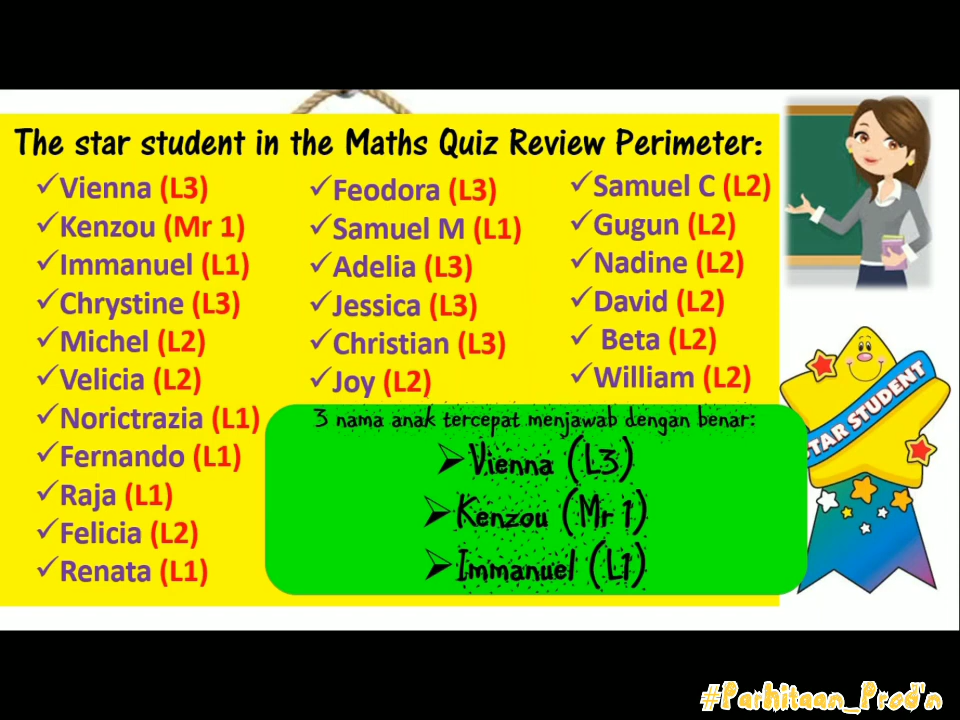 The star student in the Maths Quiz Review Perimeter:
✓Vienna (L3)
✓Kenzou (Mr 1)
✓Immanuel (L1)
✓Chrystine (L3)
✓Michel (L2)
✓Velicia (L2)
✓Norictrazia (L1)
✓Fernando (L1)
✓Raja (L1)
✓Felicia (L2)
✓Renata (L1)
✓Feodora (L3)
✓Samuel M (L1)
✓Adelia (L3)
✓Jessica (L3)
✓Christian (L3)
✓Joy (L2)
✓Samuel C (L2)
✓Gugun (L2)
✓Nadine (L2)
✓David (L2)
✓ Beta (L2)
✓William (L2)
3 nama anak tercepat menjawab dengan benar:
➢Vienna (L3)
➢Kenzou (Mr 1)
➢Immanuel (L1)
STAR STUDENT
#Parhitaan_Prod'n